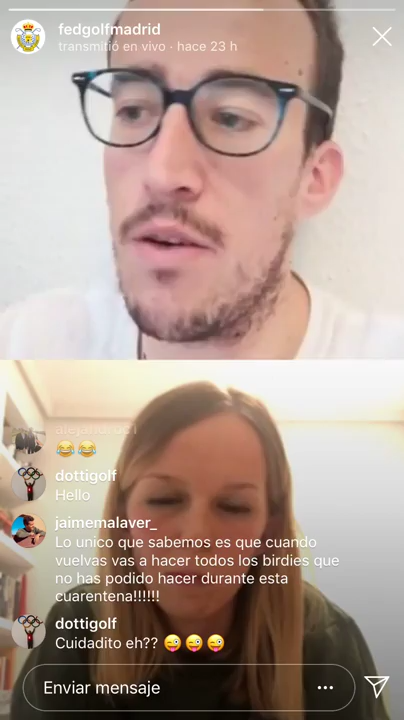 fedgolfmadrid
transmitió en vivo · hace 23 h
😂😂
dottigolf
Hello
jaimemalaver_
Lo unico que sabemos es que cuando
vuelvas vas a hacer todos los birdies que
no has podido hacer durante esta
cuarentena!!!!!!
dottigolf
Cuidadito eh?? 😜😜😜
Enviar mensaje